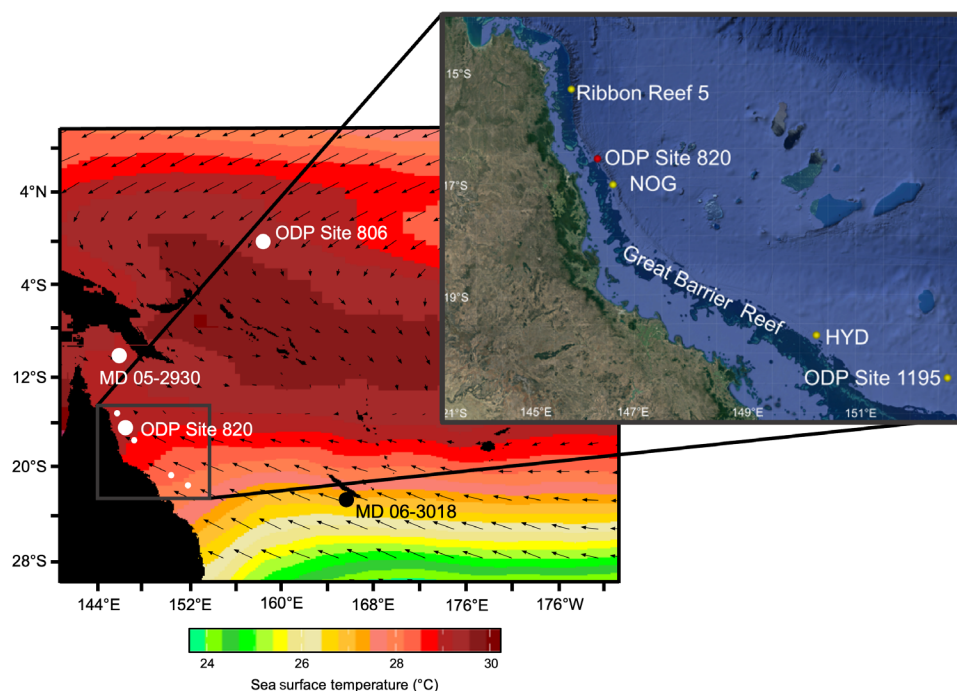 15°S
Ribbon Reef 5
ODP Site 820
NOG
17°S
Great Barrier Reef
19°S
HYD
ODP Site 1195
21°S
145°E
147°E
149°E
151°E
4°N
ODP Site 806
4°S
MD 05-2930
12°S
ODP Site 820
20°S
MD 06-3018
28°S
144°E
152°E
160°E
168°E
176°E
176°W
24
26
28
30
Sea surface temperature (°C)